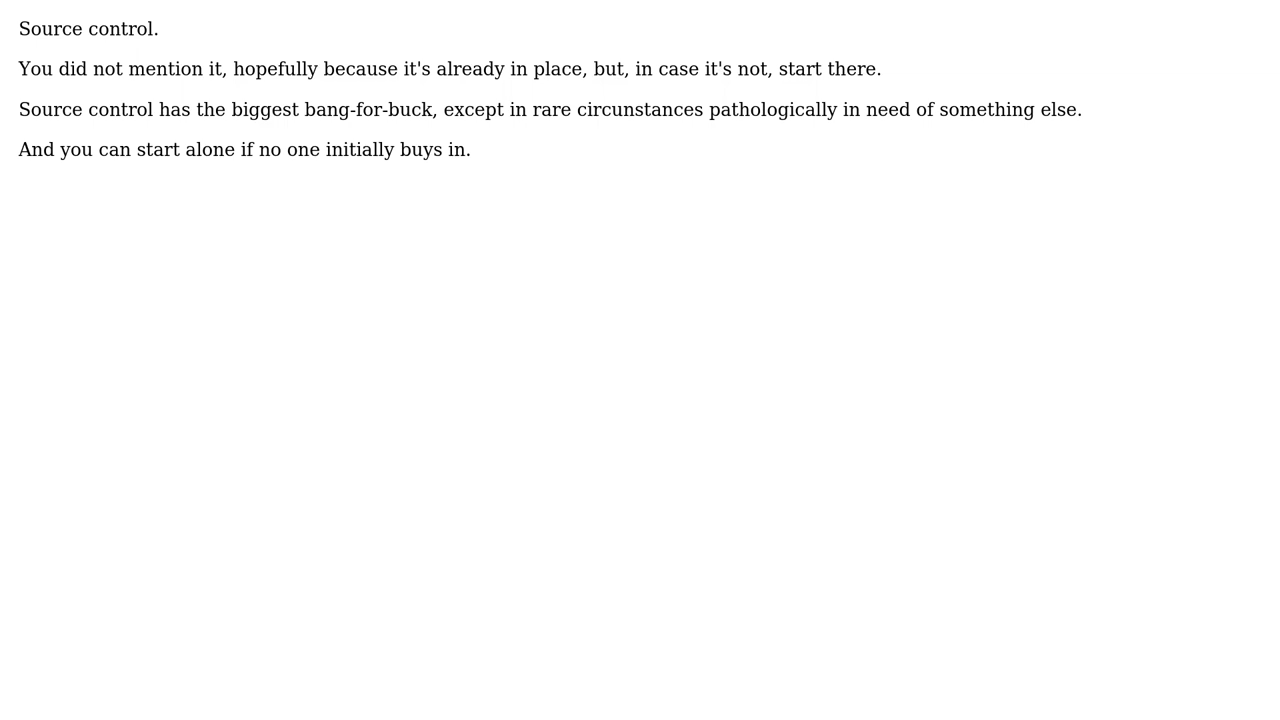 Source control.
You did not mention it, hopefully because it's already in place, but, in case it's not, start there.
Source control has the biggest bang-for-buck, except in rare circunstances pathologically in need of something else.
And you can start alone if no one initially buys in.